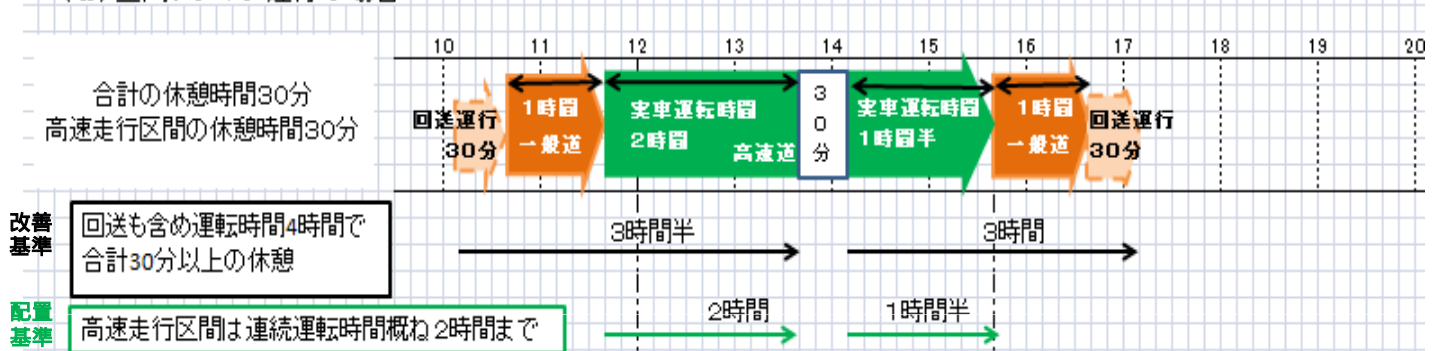 10 11 12 13 14 15 16 17 18 19 20
合計の休憩時間30分
高速走行区間の休憩時間30分
回送運行
30分
1時間
一般道
実車運転時間
2時間
高速道
30分
実車運転時間
1時間半
1時間
一般道
回送運行
30分
改善
基準
回送も含め運転時間4時間で
合計30分以上の休憩
3時間半
3時間
配置
基準
高速走行区間は連続運転時間概ね2時間まで
2時間
1時間半